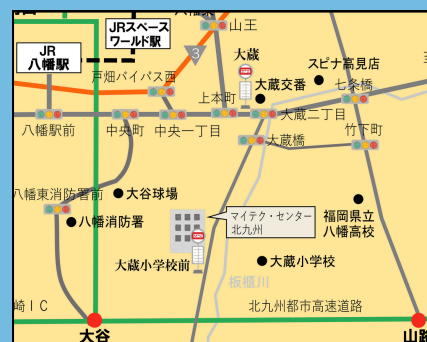 山王
JRスペース
ワールド駅
3
大蔵
スピナ高見店
JR
八幡駅
戸畑バイパス西
大蔵交番
七条橋
上本町
八幡駅前
中央町
中央一丁目
大蔵二丁目
竹下町
大蔵橋
八幡東消防署前
大谷球場
八幡消防署
マイテク・センター
北九州
福岡県立
八幡高校
大蔵小学校前
大蔵小学校
板櫃川
崎IC
北九州都市高速道路
大谷
山路